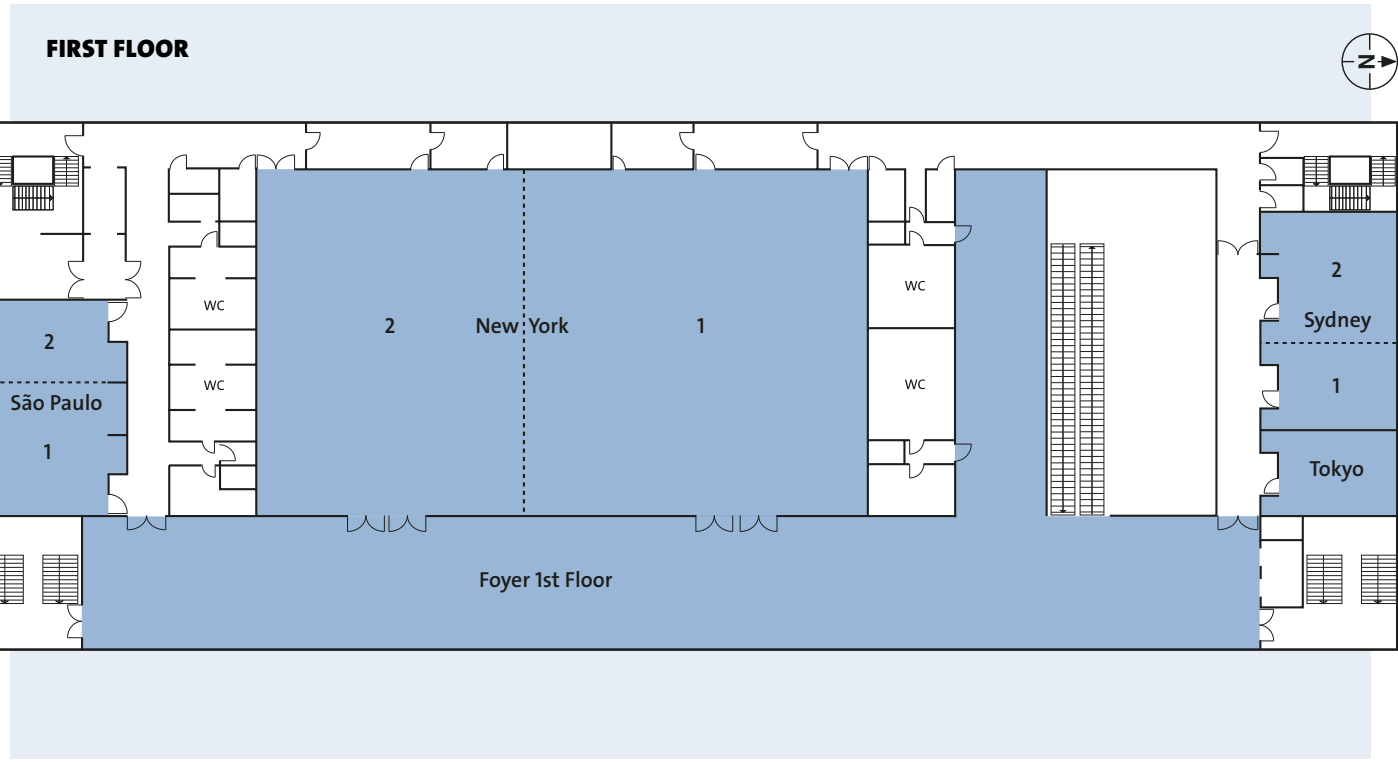 FIRST FLOOR
N
2
Sydney
1
Tokyo
WC
WC
2
New York
1
WC
WC
2
São Paulo
1
Foyer 1st Floor